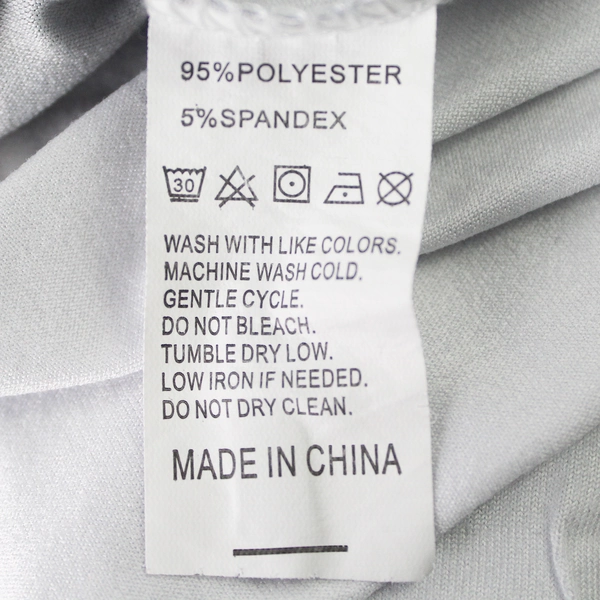 95%POLYESTER
5%SPANDEX
30
WASH WITH LIKE COLORS.
MACHINE WASH COLD.
GENTLE CYCLE.
DO NOT BLEACH.
TUMBLE DRY LOW.
LOW IRON IF NEEDED.
DO NOT DRY CLEAN.
MADE IN CHINA